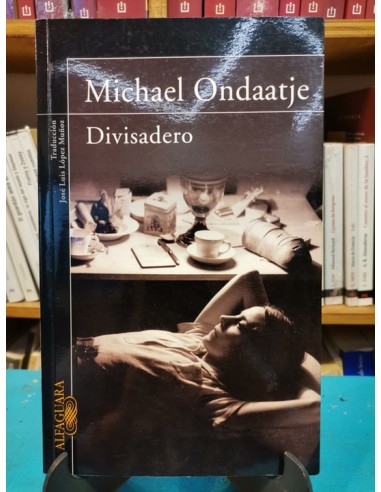 Michael Ondaatje
Divisadero
Traducción
José Luis López Muñoz
ALFAGUARA